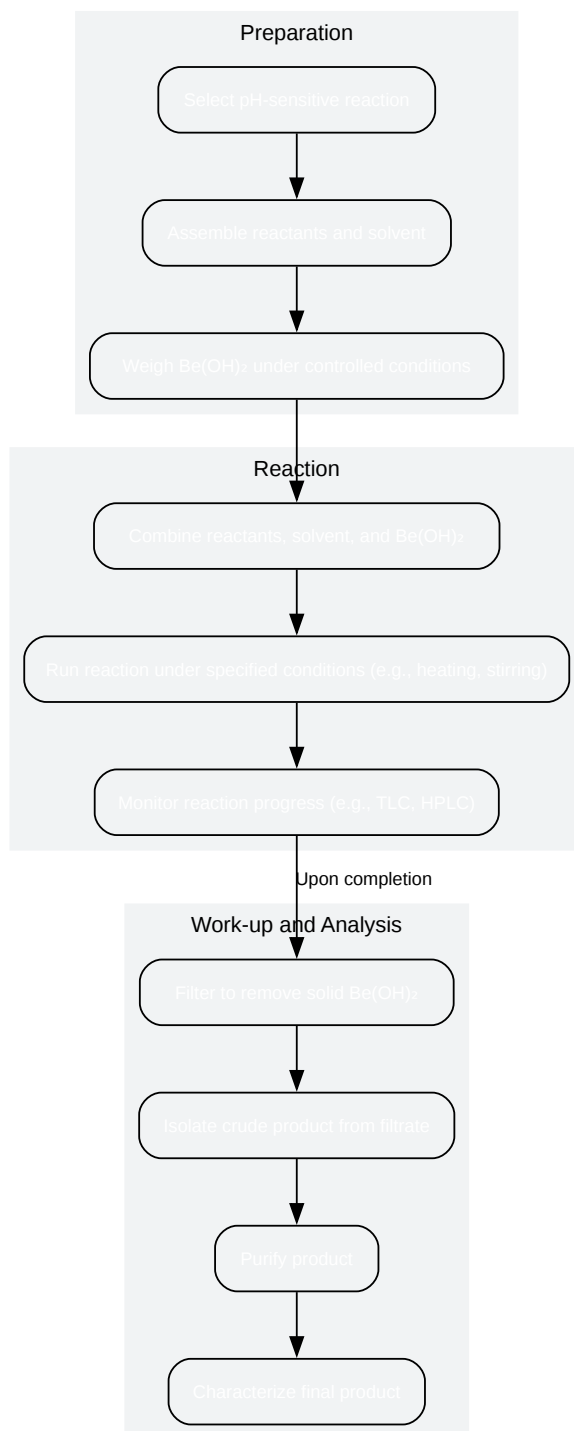 Preparation
Select pH-sensitive reaction
Assemble reactants and solvent
Weigh Be(OH)₂ under controlled conditions
Reaction
Combine reactants, solvent, and Be(OH)₂
Run reaction under specified conditions (e.g., heating, stirring)
Monitor reaction progress (e.g., TLC, HPLC)
Upon completion
Work-up and Analysis
Filter to remove solid Be(OH)₂
Isolate crude product from filtrate
Purify product
Characterize final product